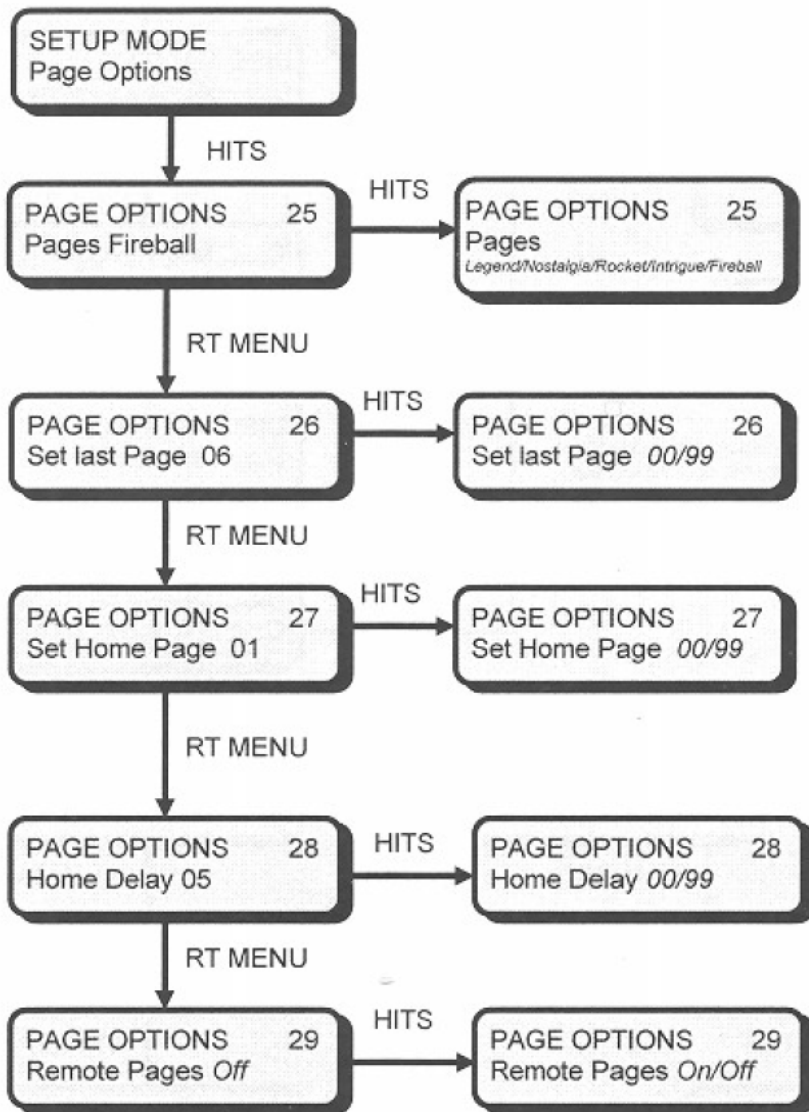 SETUP MODE
Page Options
HITS
PAGE OPTIONS 25
Pages Fireball
HITS
PAGE OPTIONS 25
Pages
Legend/Nostalgia/Rocket/Intrigue/Fireball
RT MENU
PAGE OPTIONS 26
Set last Page 06
HITS
PAGE OPTIONS 26
Set last Page 00/99
RT MENU
PAGE OPTIONS 27
Set Home Page 01
HITS
PAGE OPTIONS 27
Set Home Page 00/99
RT MENU
PAGE OPTIONS 28
Home Delay 05
HITS
PAGE OPTIONS 28
Home Delay 00/99
RT MENU
PAGE OPTIONS 29
Remote Pages Off
HITS
PAGE OPTIONS 29
Remote Pages On/Off